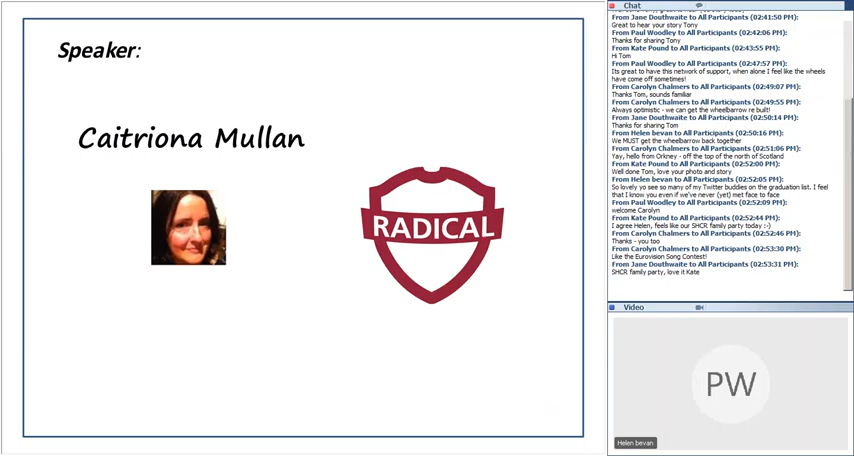 Speaker:
Caitriona Mullan
RADICAL
Chat
From Jane Douthwaite to All Participants (02:41:50 PM):
Great to hear your story Tony
From Paul Woodley to All Participants (02:42:06 PM):
Thanks for sharing Tony
From Kate Pound to All Participants (02:43:55 PM):
Hi Tom
From Paul Woodley to All Participants (02:47:57 PM):
Its great to have this network of support, when alone I feel like the wheels
have come off sometimes!
From Carolyn Chalmers to All Participants (02:49:07 PM):
Thanks Tom, sounds familiar
From Carolyn Chalmers to All Participants (02:49:55 PM):
Always optimistic - we can get the wheelbarrow re built!
From Jane Douthwaite to All Participants (02:50:14 PM):
Thanks for sharing Tom
From Helen bevan to All Participants (02:50:16 PM):
We MUST get the wheelbarrow back together
From Carolyn Chalmers to All Participants (02:51:06 PM):
Yay, hello from Orkney - off the top of the north of Scotland
From Kate Pound to All Participants (02:52:00 PM):
Well done Tom, love your photo and story
From Helen bevan to All Participants (02:52:05 PM):
So lovely yo see so many of my Twitter buddies on the graduation list. I feel
that I know you even if we've never (yet) met face to face
From Paul Woodley to All Participants (02:52:09 PM):
welcome Carolyn
From Kate Pound to All Participants (02:52:44 PM):
I agree Helen, feels like our SHCR family party today :-)
From Carolyn Chalmers to All Participants (02:52:46 PM):
Thanks - you too
From Carolyn Chalmers to All Participants (02:53:30 PM):
Like the Eurovision Song Contest!
From Jane Douthwaite to All Participants (02:53:31 PM):
SHCR family party, love it Kate
Video
PW
Helen bevan